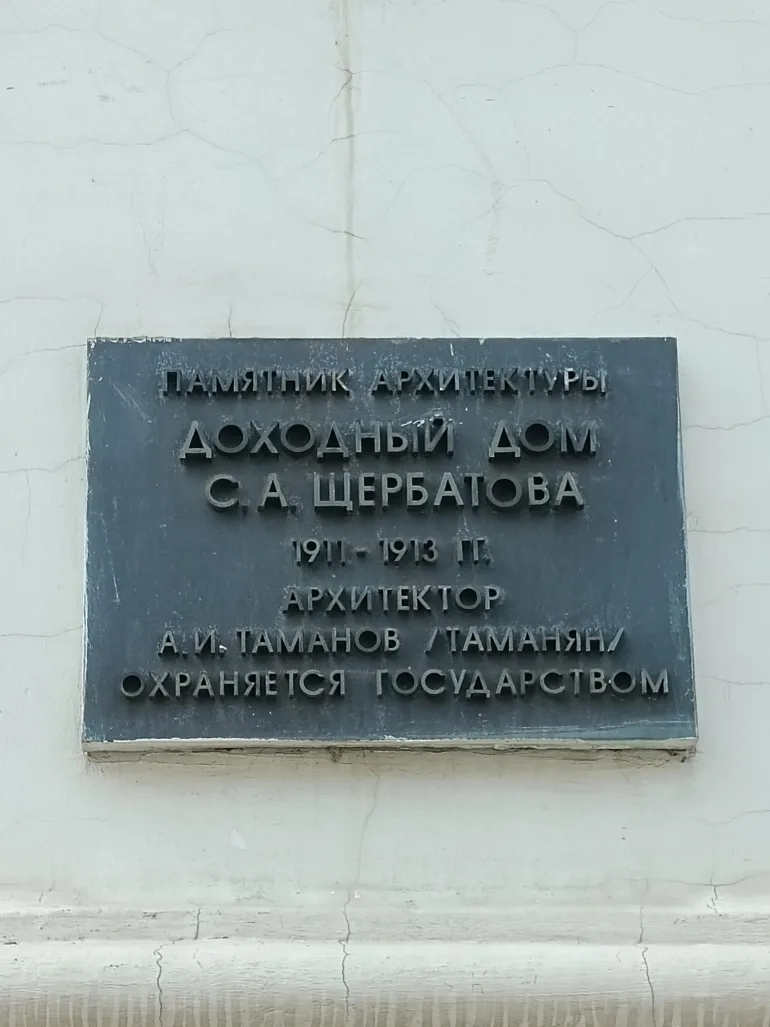 ПАМЯТНИК АРХИТЕКТУРЫ
ДОХОДНЫЙ ДОМ
С. А. ЩЕРБАТОВА
1911 - 1913 ГГ.
АРХИТЕКТОР
А. И. ТАМАНОВ /ТАМАНЯН/
ОХРАНЯЕТСЯ ГОСУДАРСТВОМ